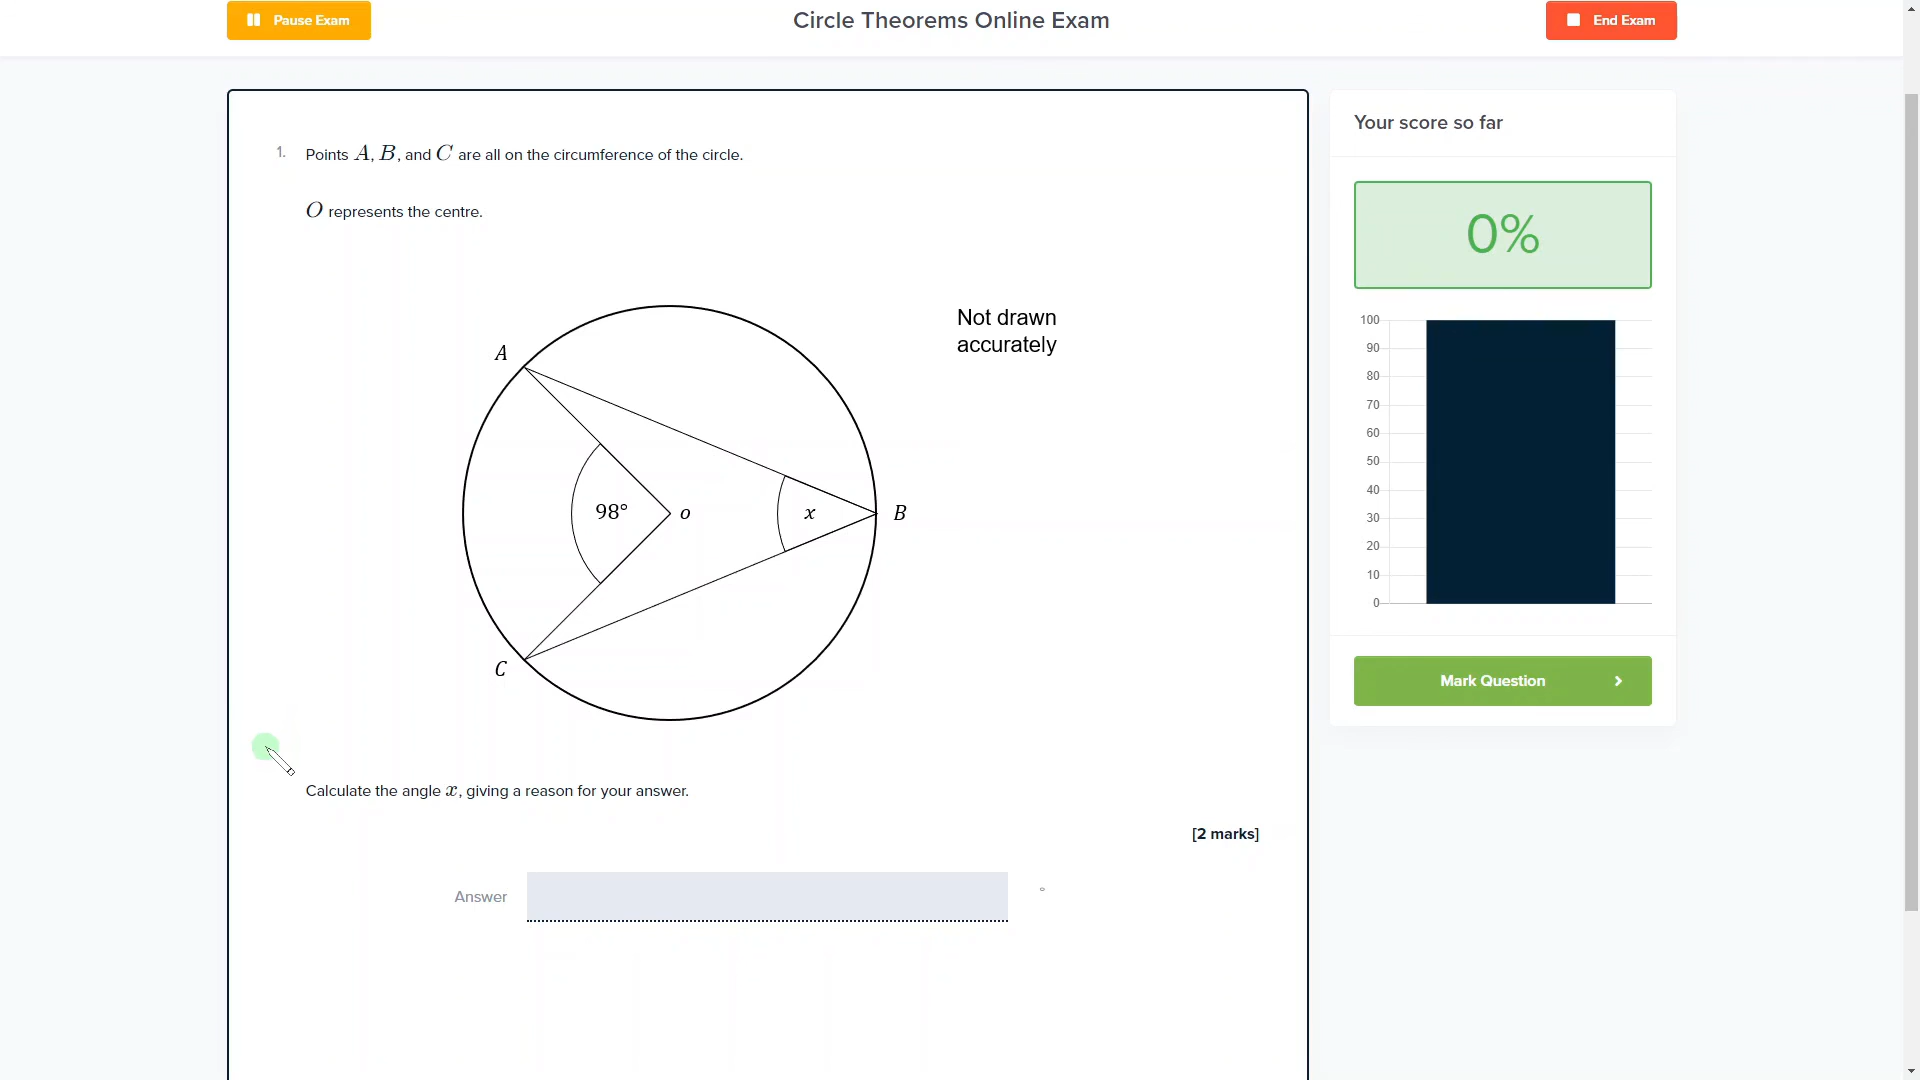 Pause Exam
Circle Theorems Online Exam
End Exam
1. Points A, B, and C are all on the circumference of the circle.
O represents the centre.
Not drawn
accurately
A
98°
o
x
B
C
Calculate the angle x, giving a reason for your answer.
[2 marks]
Answer
°
Your score so far
0%
100
90
80
70
60
50
40
30
20
10
0
Mark Question